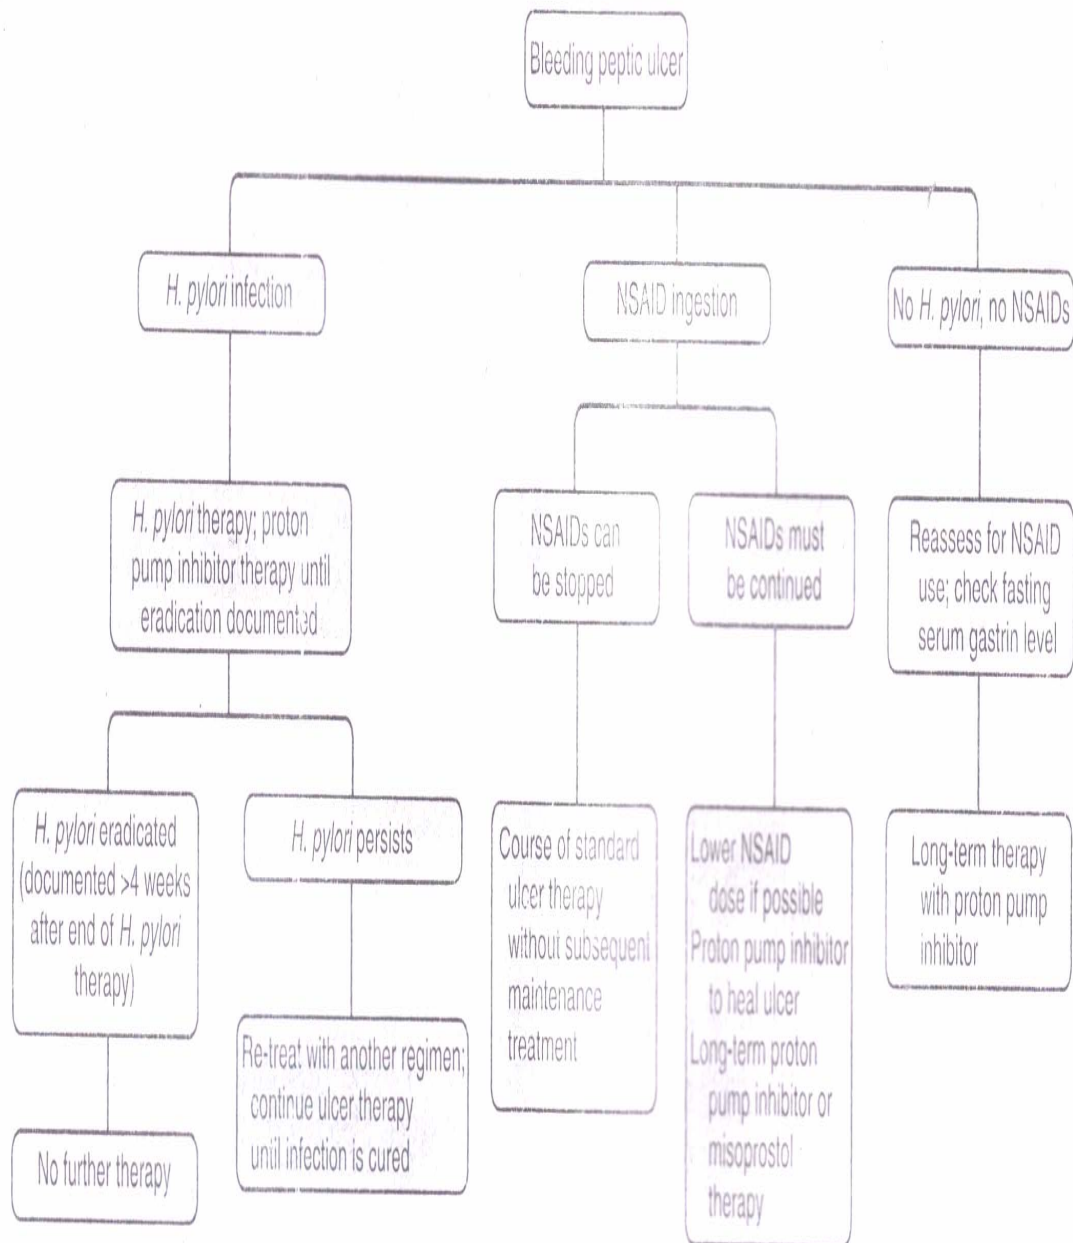 Bleeding peptic ulcer
H. pylori infection
NSAID ingestion
No H. pylori, no NSAIDs
H. pylori therapy; proton
pump inhibitor therapy until
eradication documented
NSAIDs can
be stopped
NSAIDs must
be continued
Reassess for NSAID
use; check fasting
serum gastrin level
H. pylori eradicated
(documented >4 weeks
after end of H. pylori
therapy)
H. pylori persists
Course of standard
ulcer therapy
without subsequent
maintenance
treatment
Lower NSAID
dose if possible
Proton pump inhibitor
to heal ulcer
Long-term proton
pump inhibitor or
misoprostol
therapy
Long-term therapy
with proton pump
inhibitor
No further therapy
Re-treat with another regimen;
continue ulcer therapy
until infection is cured